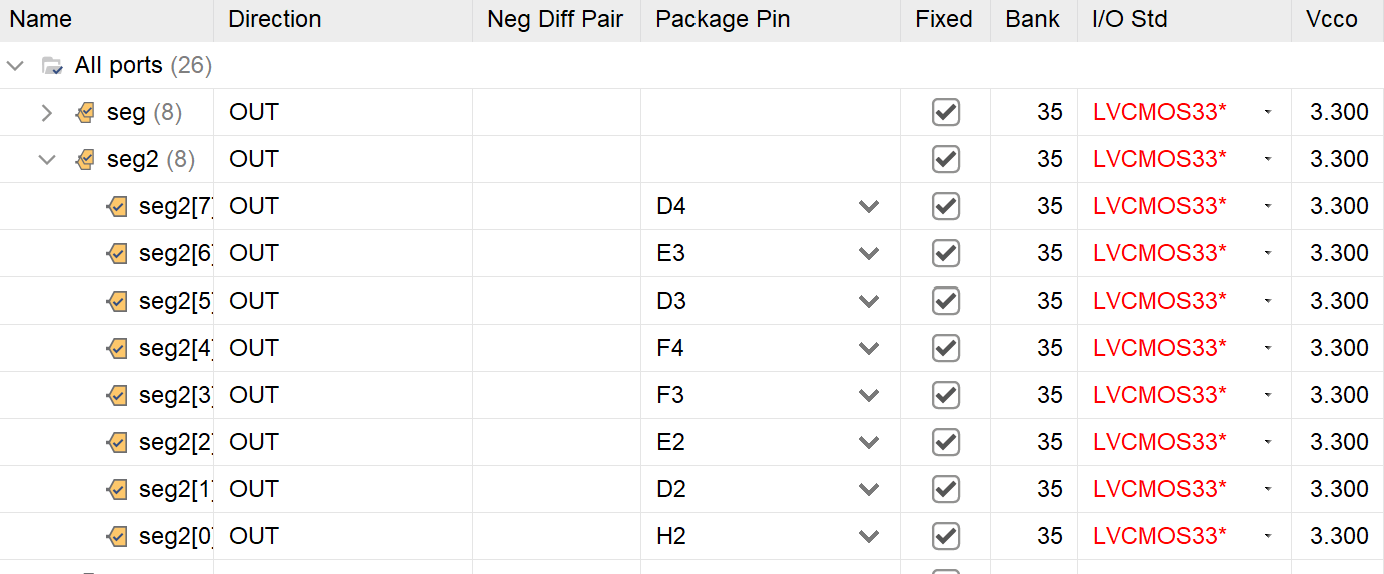 Name Direction Neg Diff Pair Package Pin Fixed Bank I/O Std Vcco
All ports (26)
seg (8) OUT 35 LVCMOS33* 3.300
seg2 (8) OUT 35 LVCMOS33* 3.300
seg2[7] OUT D4 35 LVCMOS33* 3.300
seg2[6] OUT E3 35 LVCMOS33* 3.300
seg2[5] OUT D3 35 LVCMOS33* 3.300
seg2[4] OUT F4 35 LVCMOS33* 3.300
seg2[3] OUT F3 35 LVCMOS33* 3.300
seg2[2] OUT E2 35 LVCMOS33* 3.300
seg2[1] OUT D2 35 LVCMOS33* 3.300
seg2[0] OUT H2 35 LVCMOS33* 3.300